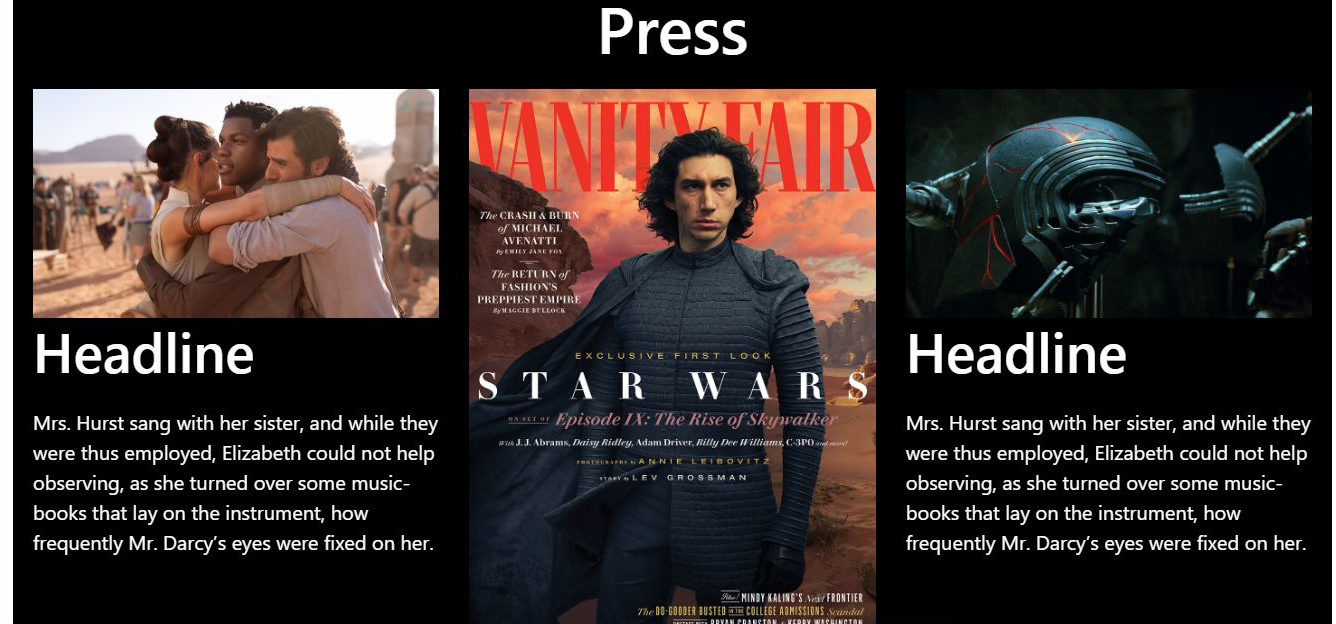 Press
Headline
Mrs. Hurst sang with her sister, and while they
were thus employed, Elizabeth could not help
observing, as she turned over some music-
books that lay on the instrument, how
frequently Mr. Darcy’s eyes were fixed on her.
VANITY FAIR
The CRASH & BURN
of MICHAEL
AVENATTI
By EMILY JANE FOX
The RETURN of
FASHION'S
PREPPIEST EMPIRE
By MAGGIE BULLOCK
EXCLUSIVE FIRST LOOK
STAR WARS
ON SET OF Episode IX: The Rise of Skywalker
With J.J. Abrams, Daisy Ridley, Adam Driver, Billy Dee Williams, C-3PO and more!
PHOTOGRAPHS by ANNIE LEIBOVITZ
STORY by LEV GROSSMAN
Plus! MINDY KALING'S Next FRONTIER
The DO-GOODER BUSTED IN THE COLLEGE ADMISSIONS Scandal
BRYAN CRANSTON & KERRY WASHINGTON
Headline
Mrs. Hurst sang with her sister, and while they
were thus employed, Elizabeth could not help
observing, as she turned over some music-
books that lay on the instrument, how
frequently Mr. Darcy’s eyes were fixed on her.